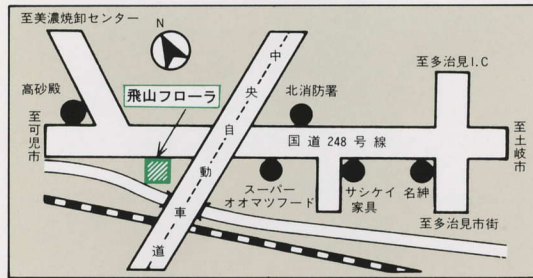 至美濃焼卸センター
N
至多治見I.C
高砂殿
飛山フローラ
中央自動車道
北消防署
至可児市
国道248号線
至土岐市
スーパー
オオマツフード
サシケイ
家具
名紳
至多治見市街